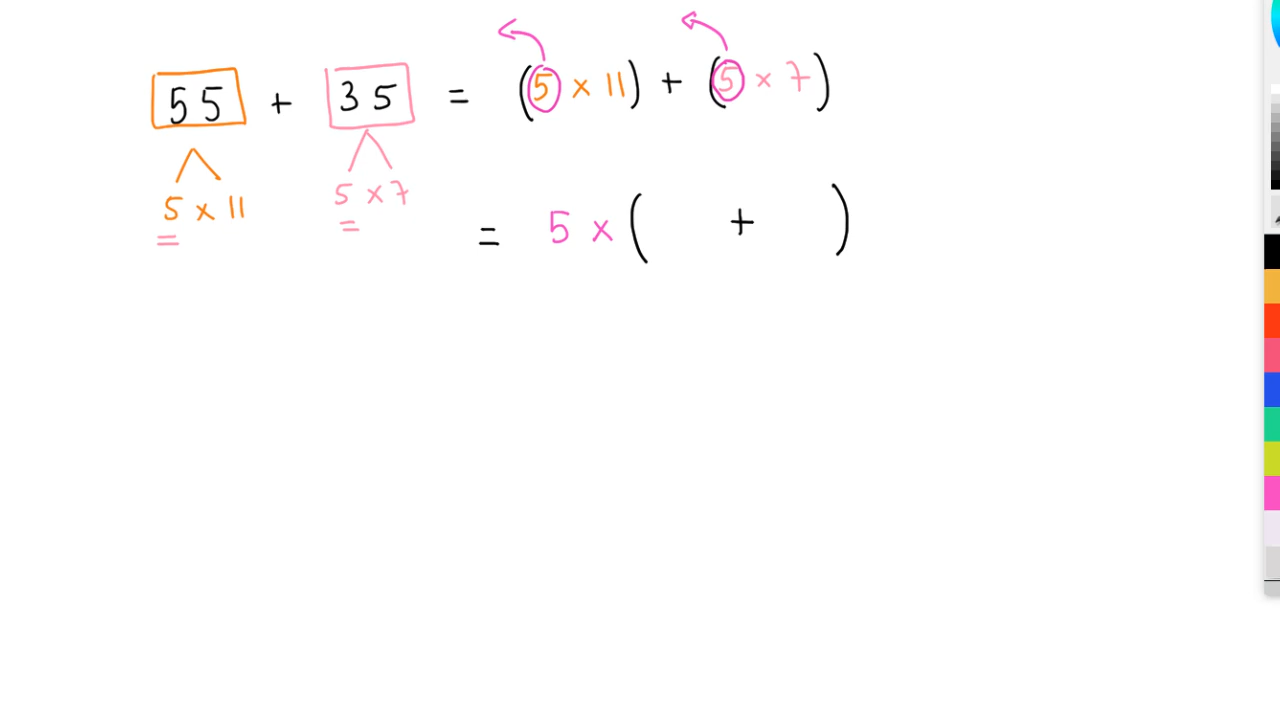 55 + 35 = (5 × 11) + (5 × 7)
5 × 11 5 × 7
= 5 × ( + )